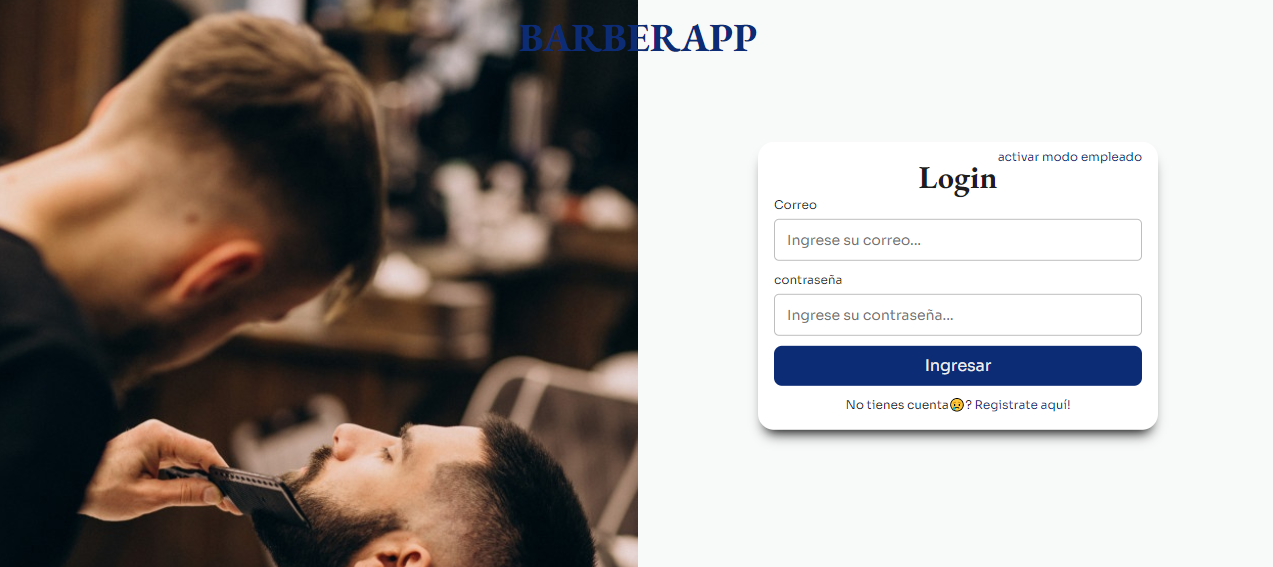 BARBERAPP
activar modo empleado
Login
Correo
Ingrese su correo...
contraseña
Ingrese su contraseña...
Ingresar
No tienes cuenta😥? Registrate aquí!